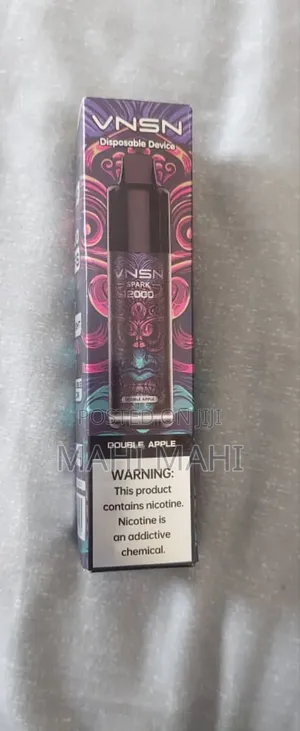 VNSN
Disposable Device
VNSN
SPARK
12000
DOUBLE APPLE
POSTED ON JIJI
DOUBLE APPLE
MAHI MAHI
WARNING:
This product
contains nicotine.
Nicotine is
an addictive
chemical.